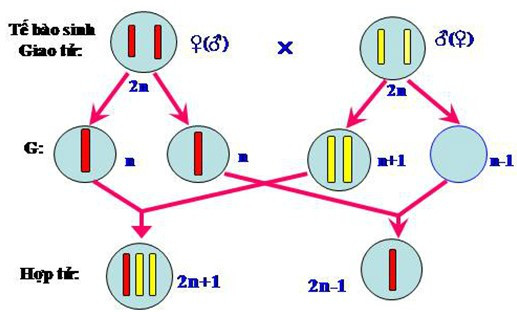 Tế bào sinh
Giao tử:
♀(♂)
x
♂(♀)
2n
2n
G:
n
n
n+1
n-1
Hợp tử:
2n+1
2n-1